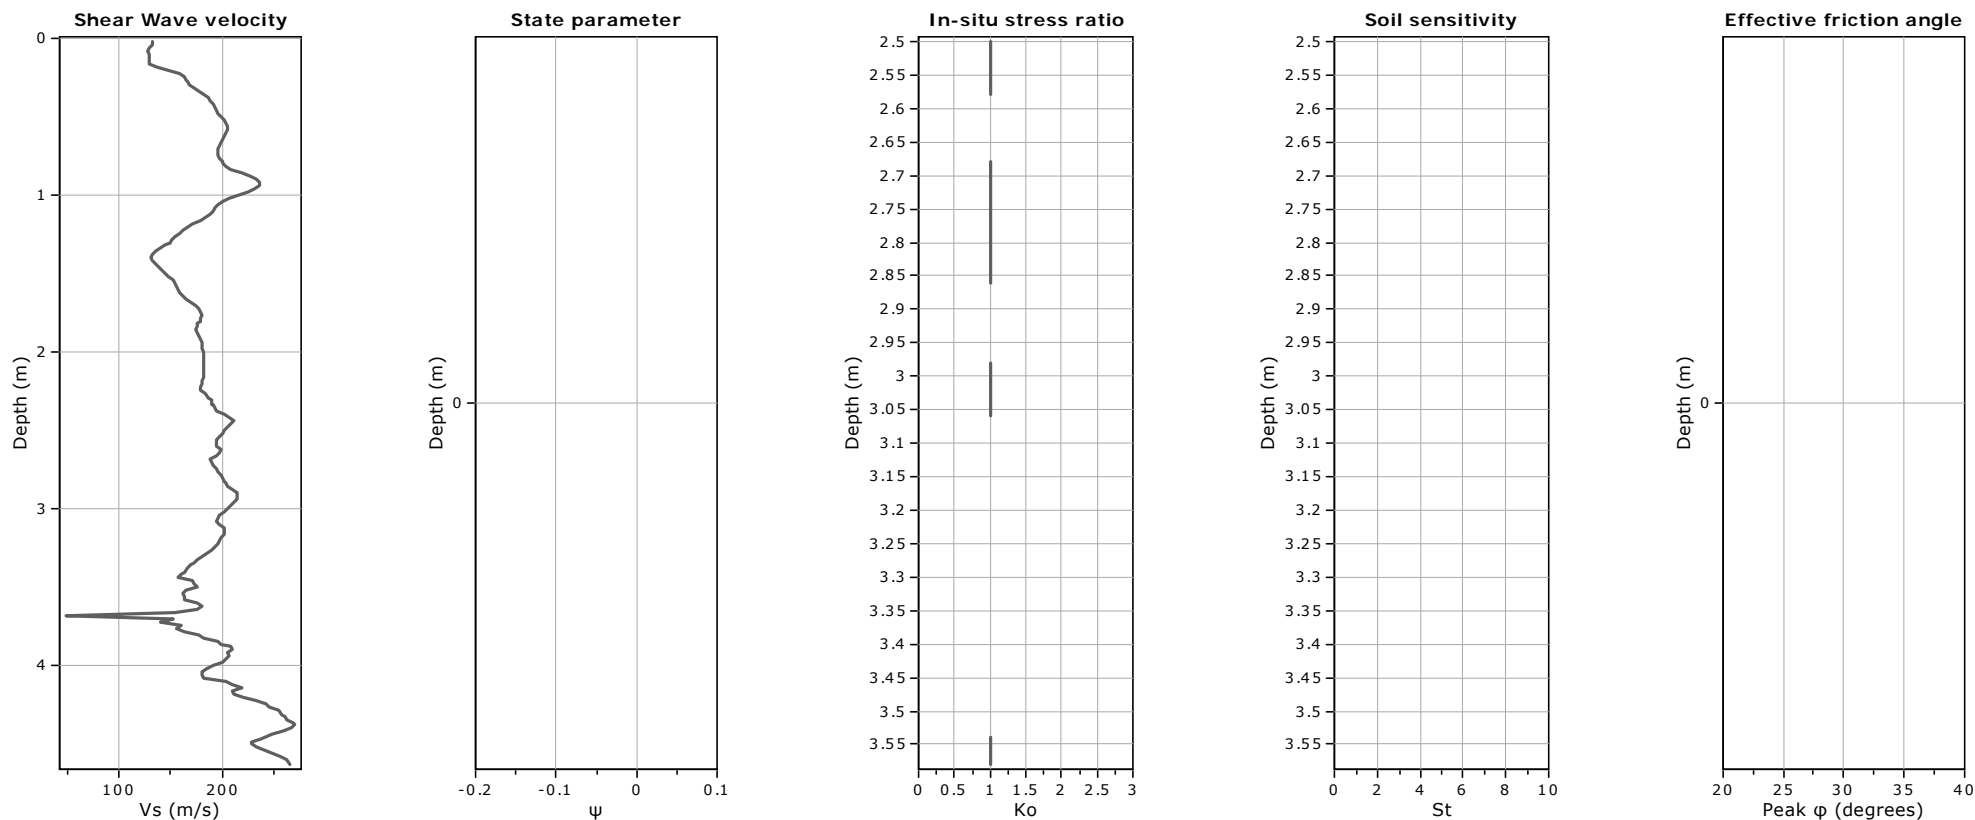 Shear Wave velocity
0
1
2
3
4
Depth (m)
100 200
Vs (m/s)
State parameter
0
Depth (m)
-0.2 -0.1 0 0.1
ψ
In-situ stress ratio
2.5
2.55
2.6
2.65
2.7
2.75
2.8
2.85
2.9
2.95
3
3.05
3.1
3.15
3.2
3.25
3.3
3.35
3.4
3.45
3.5
3.55
Depth (m)
0 0.5 1 1.5 2 2.5 3
Ko
Soil sensitivity
2.5
2.55
2.6
2.65
2.7
2.75
2.8
2.85
2.9
2.95
3
3.05
3.1
3.15
3.2
3.25
3.3
3.35
3.4
3.45
3.5
3.55
Depth (m)
0 2 4 6 8 10
St
Effective friction angle
0
Depth (m)
20 25 30 35 40
Peak φ (degrees)